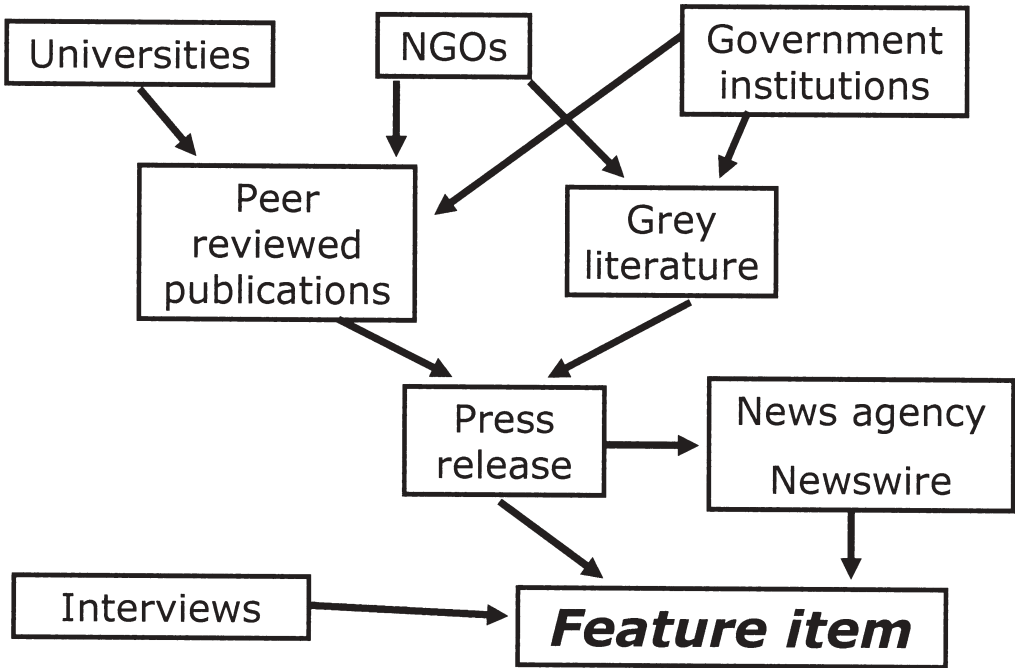 Universities
NGOs
Government
institutions
Peer
reviewed
publications
Grey
literature
Press
release
News agency
Newswire
Interviews
Feature item